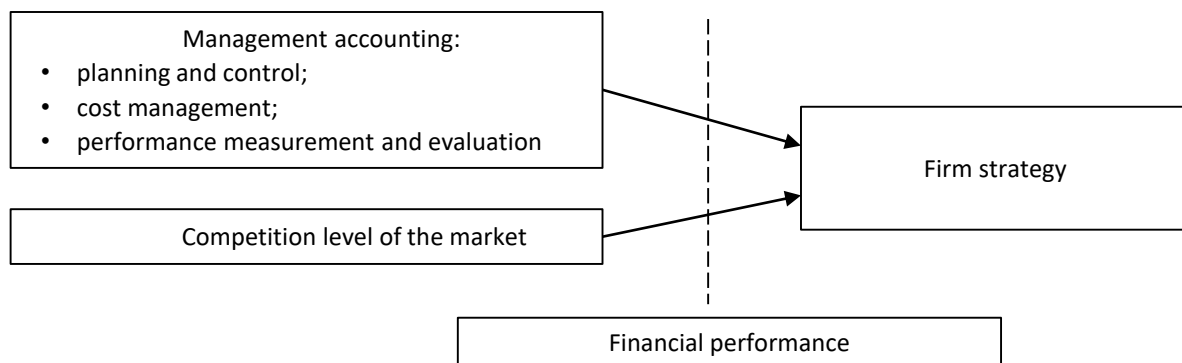 Management accounting:
• planning and control;
• cost management;
• performance measurement and evaluation
Competition level of the market
Firm strategy
Financial performance